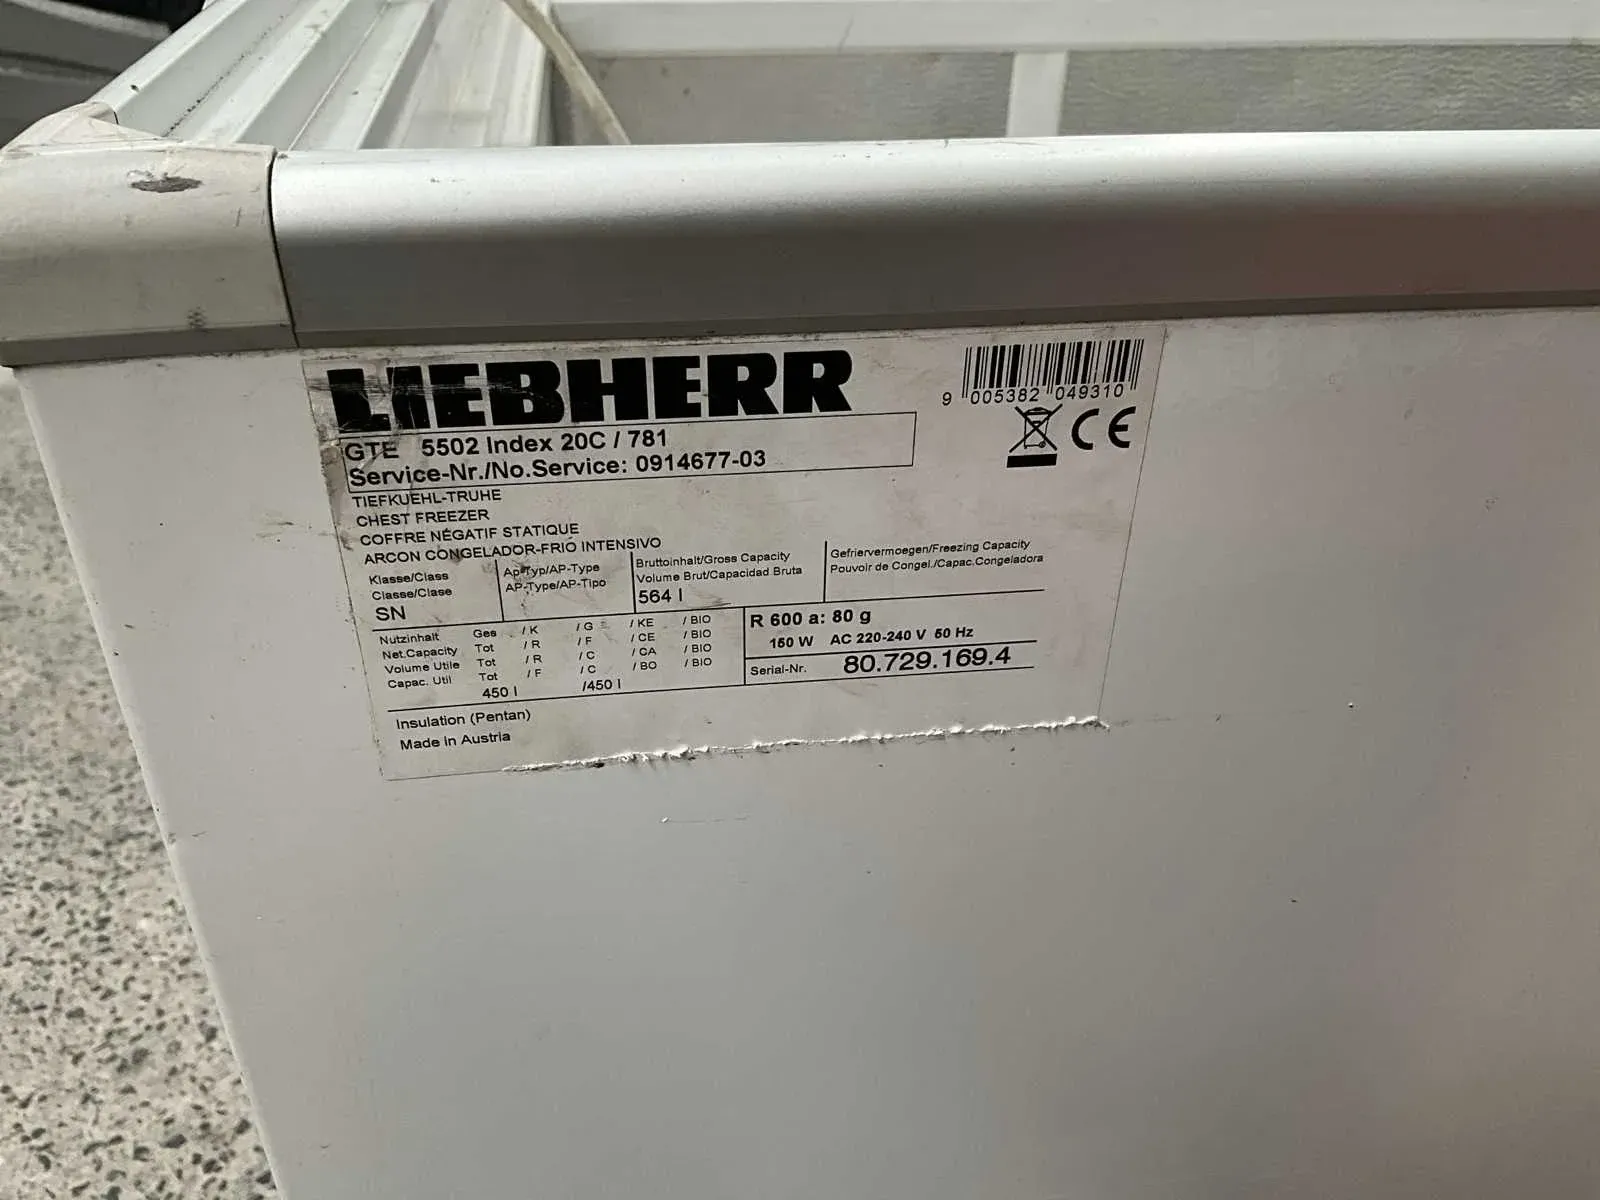 LIEBHERR
9 005382 049310
GTE 5502 Index 20C / 781
Service-Nr./No.Service: 0914677-03
CE
TIEFKUEHL-TRUHE
CHEST FREEZER
COFFRE NÉGATIF STATIQUE
ARCON CONGELADOR-FRIO INTENSIVO
Klasse/Class
Classe/Clase
SN
Ap-Typ/AP-Type
AP-Type/AP-Tipo
Bruttoinhalt/Gross Capacity
Volume Brut/Capacidad Bruta
564 l
Gefriervermoegen/Freezing Capacity
Pouvoir de Congel./Capac.Congeladora
Nutzinhalt Ges /K /G /KE /BIO
Net.Capacity Tot /R /F /CE /BIO
Volume Utile Tot /R /C /CA /BIO
Capac. Util Tot /F /C /BO /BIO
450 l /450 l
R 600 a: 80 g
150 W AC 220-240 V 50 Hz
Serial-Nr. 80.729.169.4
Insulation (Pentan)
Made in Austria